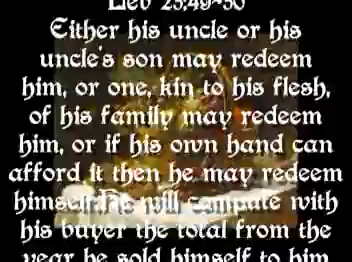 Lev 25:49-50
Either his uncle or his
uncle's son may redeem
him, or one, kin to his flesh,
of his family may redeem
him, or if his own hand can
afford it then he may redeem
himself. He will compute with
his buyer the total from the
year he sold himself to him